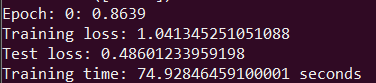 Epoch: 0: 0.8639
Training loss: 1.041345251051088
Test loss: 0.48601233959198
Training time: 74.92846459100001 seconds